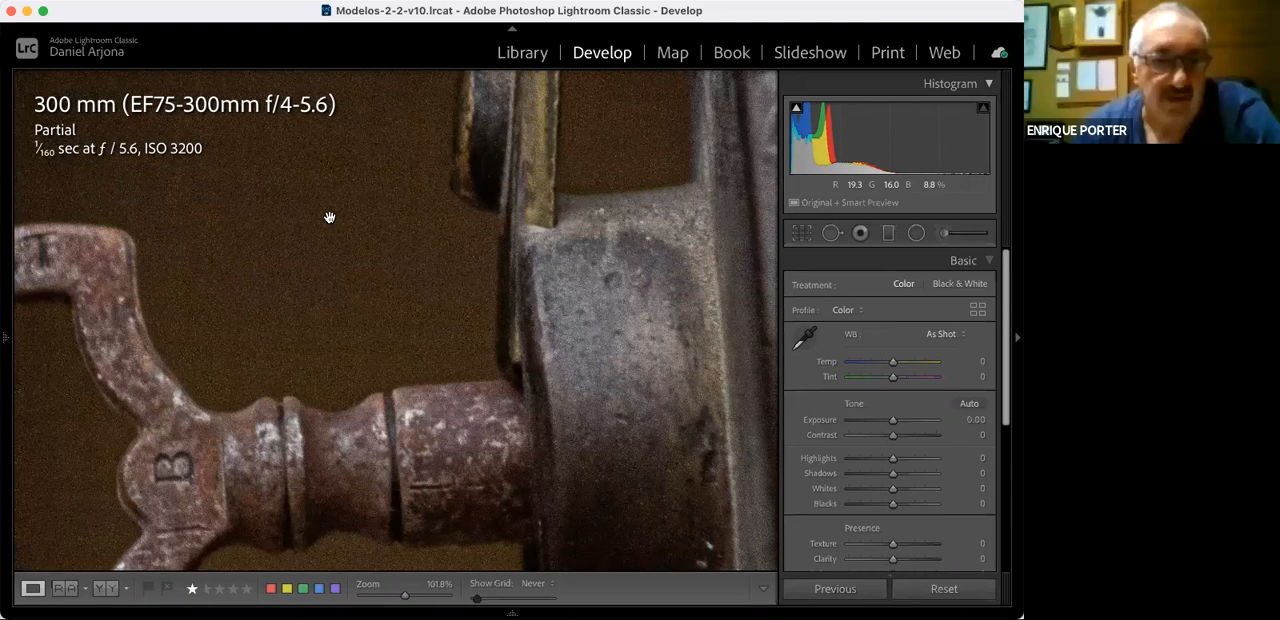 Modelos-2-2-v10.lrcat - Adobe Photoshop Lightroom Classic - Develop
LrC
Adobe Lightroom Classic
Daniel Arjona
Library | Develop | Map | Book | Slideshow | Print | Web
300 mm (EF75-300mm f/4-5.6)
Partial
1/160 sec at ƒ / 5.6, ISO 3200
B
Histogram
R 19.3 G 16.0 B 8.8 %
Original + Smart Preview
Basic
Treatment : Color Black & White
Profile : Color
WB : As Shot
Temp 0
Tint 0
Tone Auto
Exposure 0.00
Contrast 0
Highlights 0
Shadows 0
Whites 0
Blacks 0
Presence
Texture 0
Clarity 0
Previous Reset
R A Y Y Zoom 101.8% Show Grid: Never
ENRIQUE PORTER